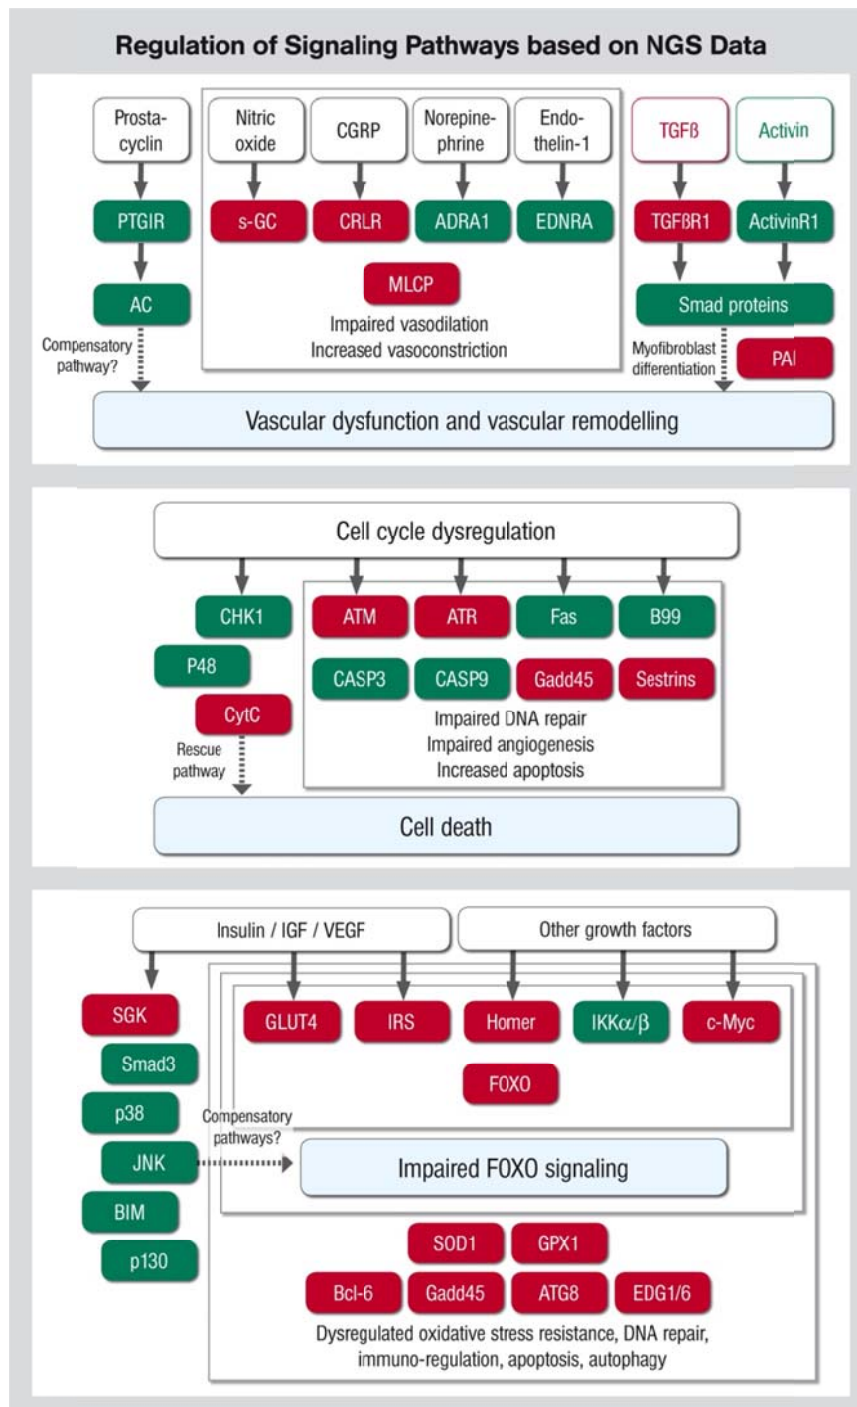 Regulation of Signaling Pathways based on NGS Data
Prosta-
cyclin
Nitric
oxide
CGRP
Norepine-
phrine
Endo-
thelin-1
TGFß
Activin
PTGIR
s-GC
CRLR
ADRA1
EDNRA
TGFßR1
ActivinR1
AC
MLCP
Smad proteins
Impaired vasodilation
Increased vasoconstriction
Compensatory
pathway?
Myofibroblast
differentiation
PAI
Vascular dysfunction and vascular remodelling
Cell cycle dysregulation
CHK1
ATM
ATR
Fas
B99
P48
CASP3
CASP9
Gadd45
Sestrins
CytC
Impaired DNA repair
Impaired angiogenesis
Increased apoptosis
Rescue
pathway
Cell death
Insulin / IGF / VEGF
Other growth factors
SGK
GLUT4
IRS
Homer
IKKα/β
c-Myc
Smad3
FOXO
p38
Compensatory
pathways?
JNK
Impaired FOXO signaling
BIM
p130
SOD1
GPX1
Bcl-6
Gadd45
ATG8
EDG1/6
Dysregulated oxidative stress resistance, DNA repair,
immuno-regulation, apoptosis, autophagy